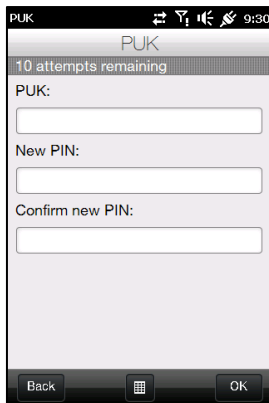 PUK 9:30
PUK
10 attempts remaining
PUK:
New PIN:
Confirm new PIN:
Back OK